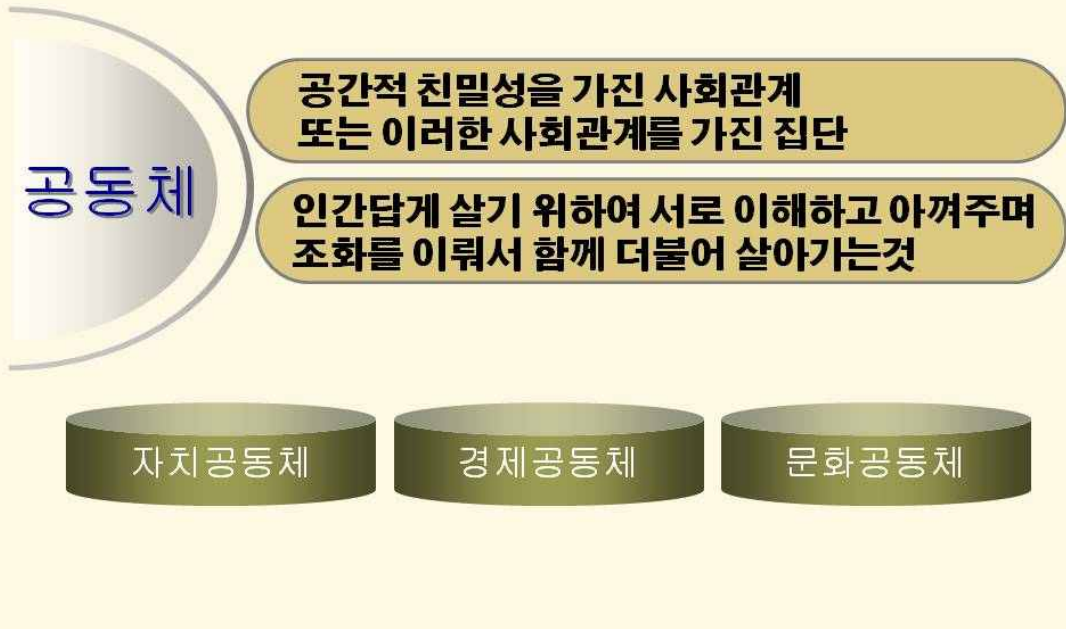 공동체
공간적 친밀성을 가진 사회관계
또는 이러한 사회관계를 가진 집단
인간답게 살기 위하여 서로 이해하고 아껴주며
조화를 이뤄서 함께 더불어 살아가는것
자치공동체
경제공동체
문화공동체